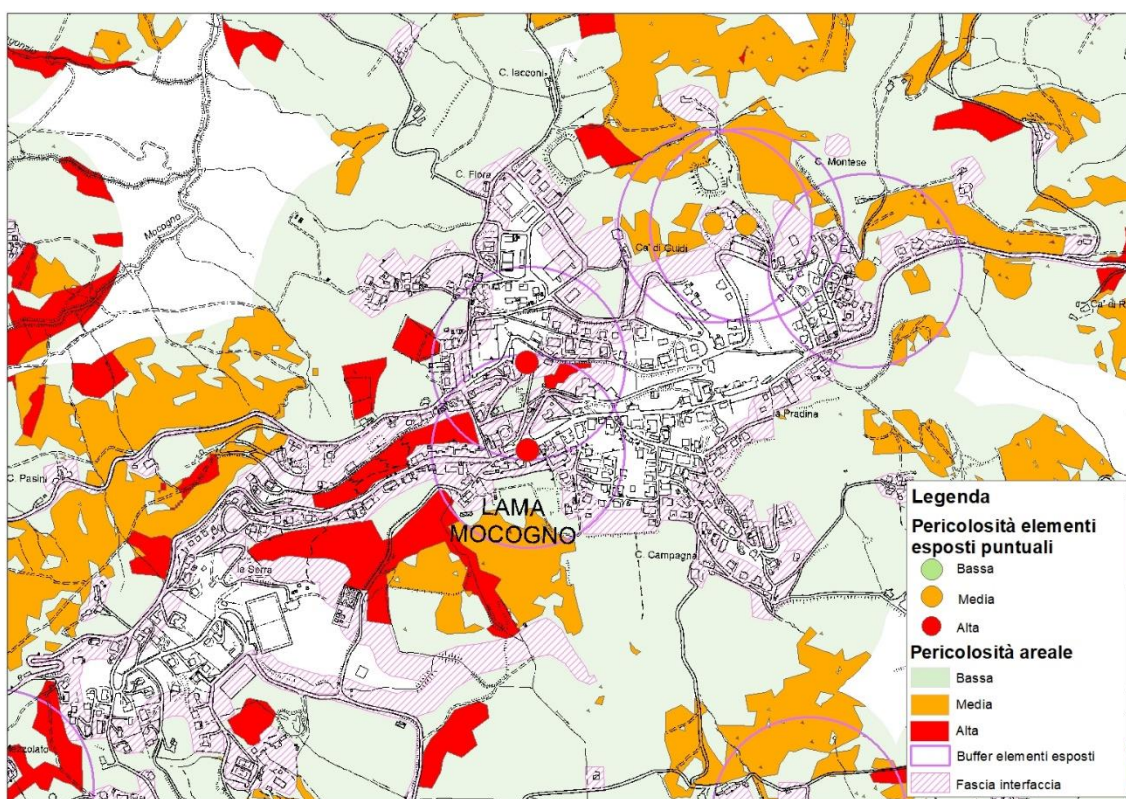 C. Iacconi
C. Flora
C. Montese
Mocogno
Ca' di Guidi
la Pradina
C. Pasini
LAMA
MOCOGNO
C. Campagna
la Serra
Legenda
Pericolosità elementi
esposti puntuali
Bassa
Media
Alta
Pericolosità areale
Bassa
Media
Alta
Buffer elementi esposti
Fascia interfaccia